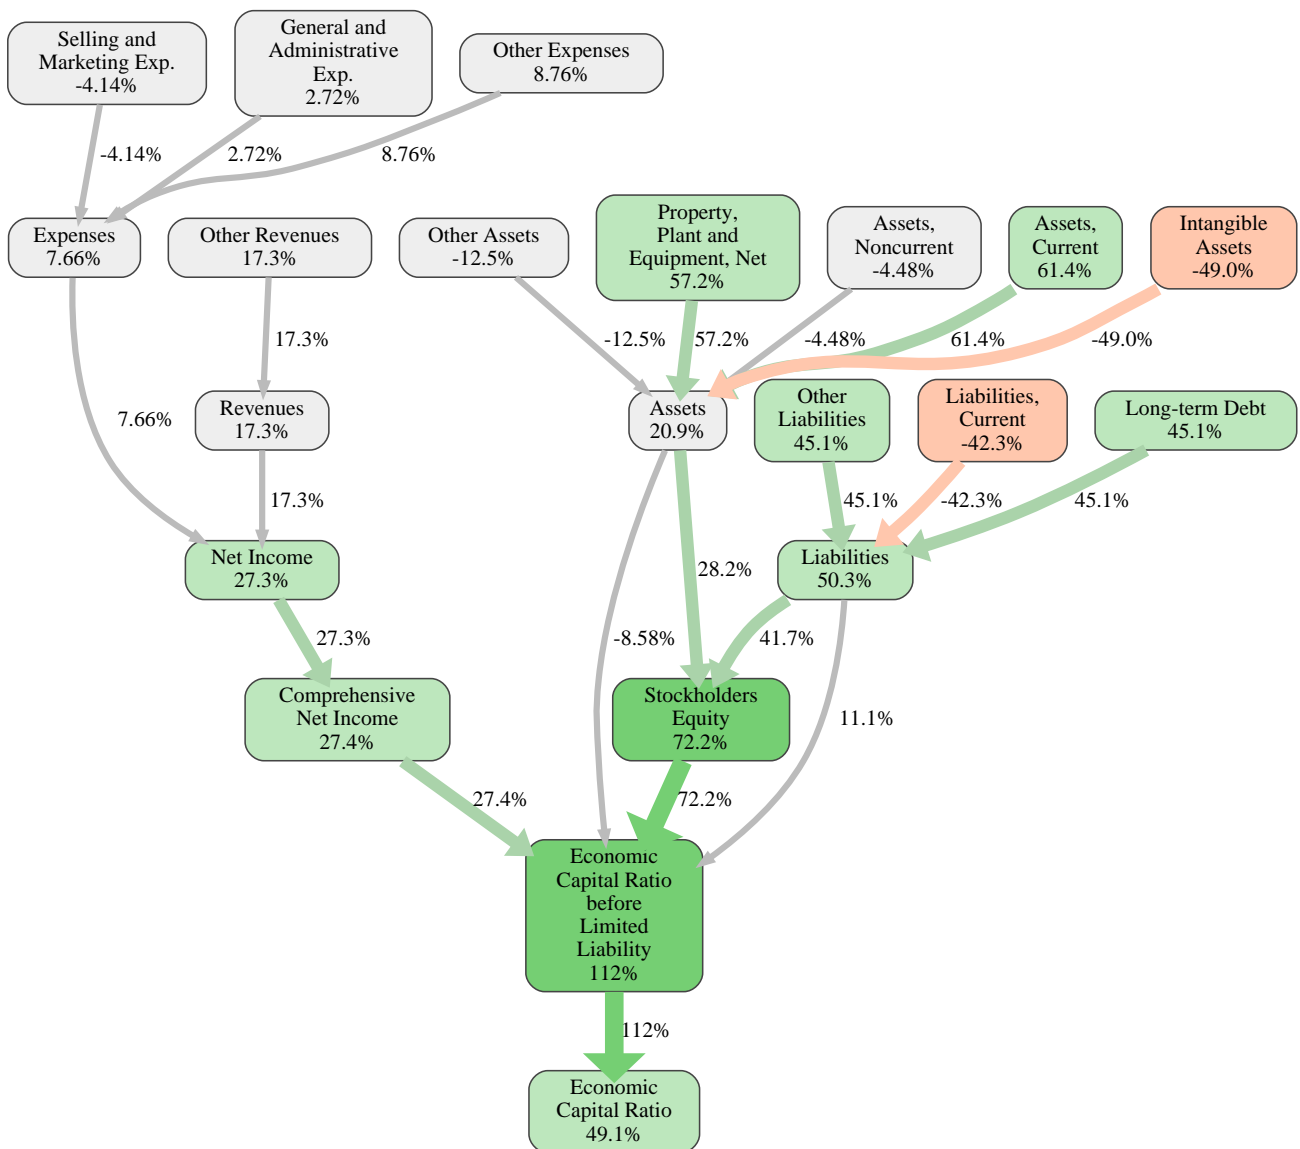 Selling and
Marketing Exp.
-4.14%
General and
Administrative
Exp.
2.72%
Other Expenses
8.76%
-4.14%
2.72%
8.76%
Expenses
7.66%
Other Revenues
17.3%
Other Assets
-12.5%
Property,
Plant and
Equipment, Net
57.2%
Assets,
Noncurrent
-4.48%
Assets,
Current
61.4%
Intangible
Assets
-49.0%
17.3%
-12.5%
57.2%
-4.48%
61.4%
-49.0%
7.66%
Revenues
17.3%
Assets
20.9%
Other
Liabilities
45.1%
Liabilities,
Current
-42.3%
Long-term Debt
45.1%
17.3%
45.1%
-42.3%
45.1%
Net Income
27.3%
28.2%
Liabilities
50.3%
27.3%
-8.58%
41.7%
Comprehensive
Net Income
27.4%
Stockholders
Equity
72.2%
11.1%
27.4%
72.2%
Economic
Capital Ratio
before
Limited
Liability
112%
112%
Economic
Capital Ratio
49.1%